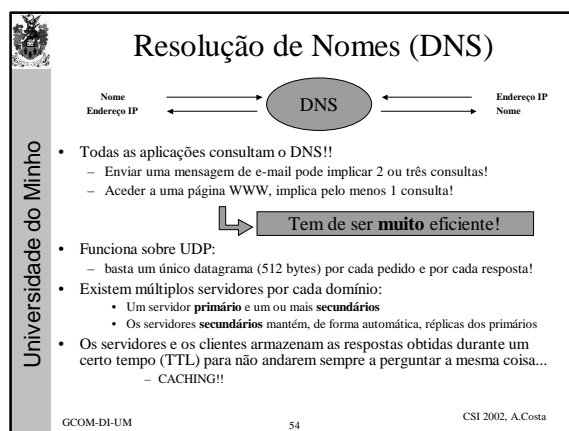 Resolução de Nomes (DNS)
Nome
Endereço IP
DNS
Endereço IP
Nome
Universidade do Minho
• Todas as aplicações consultam o DNS!!
– Enviar uma mensagem de e-mail pode implicar 2 ou três consultas!
– Aceder a uma página WWW, implica pelo menos 1 consulta!
Tem de ser muito eficiente!
• Funciona sobre UDP:
– basta um único datagrama (512 bytes) por cada pedido e por cada resposta!
• Existem múltiplos servidores por cada domínio:
• Um servidor primário e um ou mais secundários
• Os servidores secundários mantém, de forma automática, réplicas dos primários
• Os servidores e os clientes armazenam as respostas obtidas durante um
certo tempo (TTL) para não andarem sempre a perguntar a mesma coisa...
– CACHING!!
GCOM-DI-UM
54
CSI 2002, A.Costa